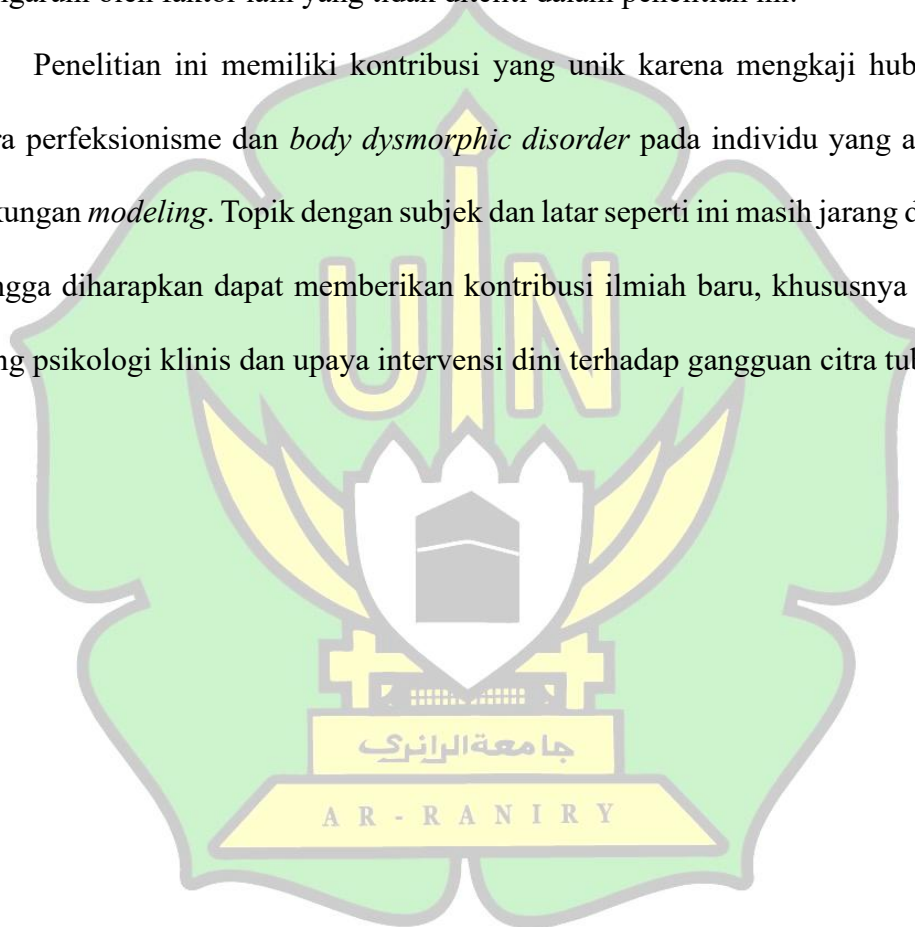 oleh faktor lain yang tidak diteliti dalam penelitian ini.
Penelitian ini memiliki kontribusi yang unik karena mengkaji hub
perfeksionisme dan body dysmorphic disorder pada individu yang a
kungan modeling. Topik dengan subjek dan latar seperti ini masih jarang d
ngga diharapkan dapat memberikan kontribusi ilmiah baru, khususnya
ng psikologi klinis dan upaya intervensi dini terhadap gangguan citra tub
UIN
جامعة الرانري
AR-RANIRY